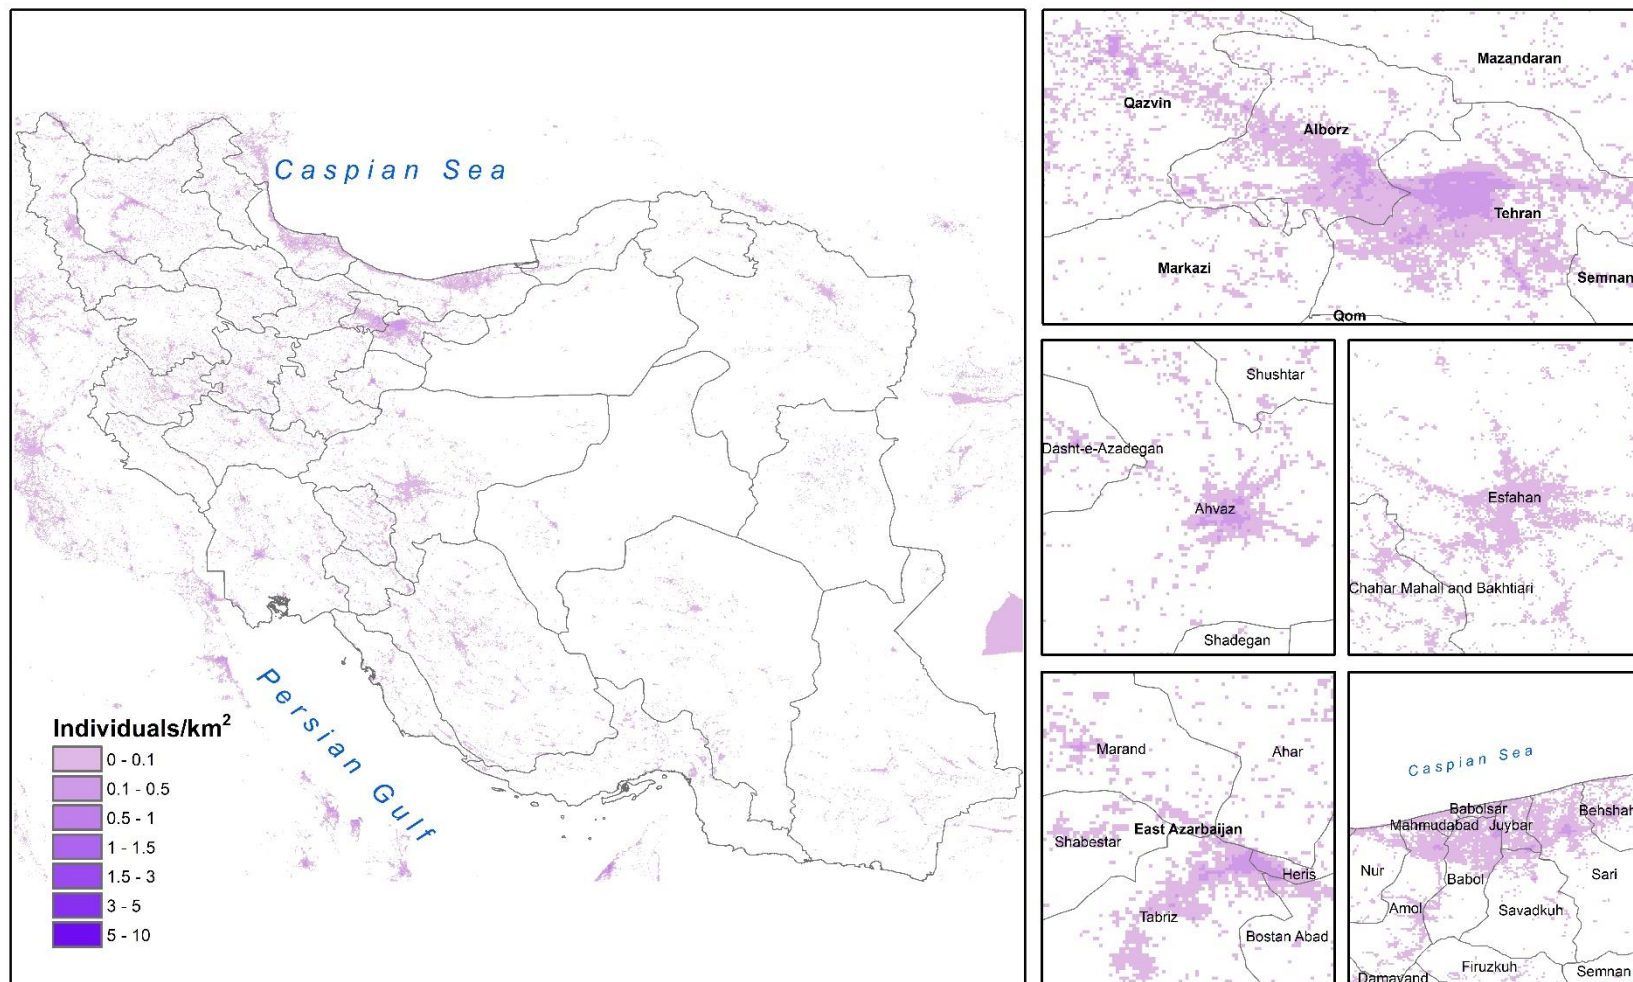 Caspian Sea
Persian Gulf
Individuals/km²
0 - 0.1
0.1 - 0.5
0.5 - 1
1 - 1.5
1.5 - 3
3 - 5
5 - 10
Mazandaran
Qazvin
Alborz
Tehran
Markazi
Semnan
Qom
Shushtar
Dasht-e-Azadegan
Ahvaz
Shadegan
Esfahan
Chahar Mahall and Bakhtiari
Marand
Ahar
East Azarbaijan
Shabestar
Heris
Tabriz
Bostan Abad
Caspian Sea
Babolsar
Behshah
Mahmudabad Juybar
Nur
Babol
Sari
Amol
Savadkuh
Firuzkuh
Semnan
Damavand